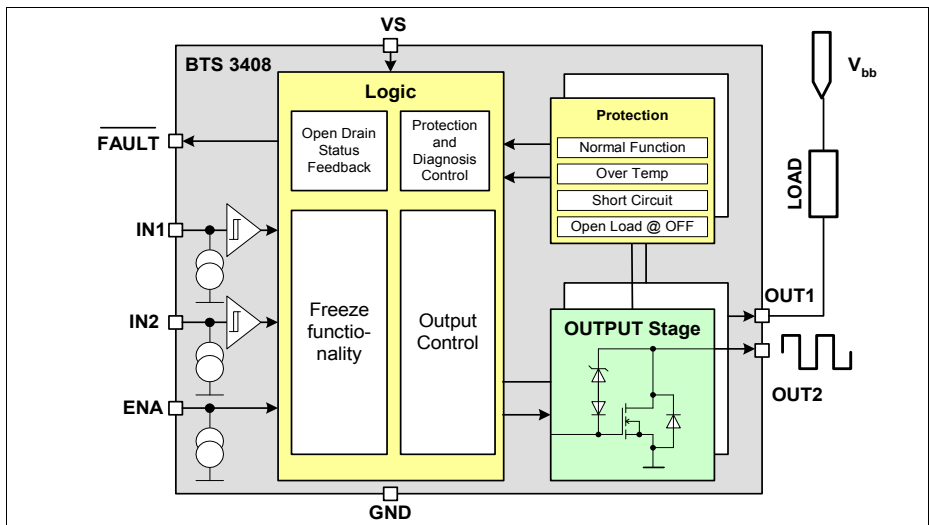 VS
BTS 3408
Logic
Open Drain
Status
Feedback
Protection
and
Diagnosis
Control
Freeze
functio-
nality
Output
Control
FAULT
IN1
IN2
ENA
GND
Protection
Normal Function
Over Temp
Short Circuit
Open Load @ OFF
OUTPUT Stage
Vbb
LOAD
OUT1
OUT2